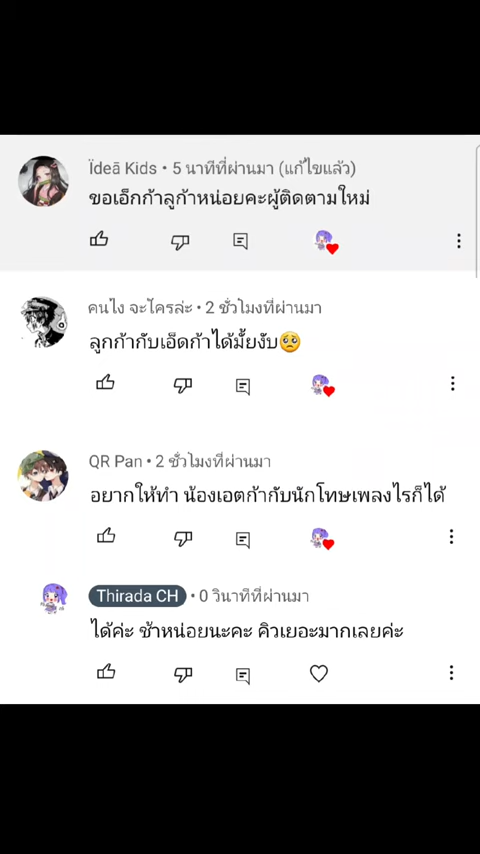 Ïdeā Kids • 5 นาทีที่ผ่านมา (แก้ไขแล้ว)
ขอเอ็กก้าลูก้าหน่อยคะผู้ติดตามใหม่
คนไง จะไครล่ะ • 2 ชั่วโมงที่ผ่านมา
ลูกก้ากับเอ็ดก้าได้มั้ยงับ🥺
QR Pan • 2 ชั่วโมงที่ผ่านมา
อยากให้ทำ น้องเอตก้ากับนักโทษเพลงไรก็ได้
Thirada CH • 0 วินาทีที่ผ่านมา
ได้ค่ะ ช้าหน่อยนะคะ คิวเยอะมากเลยค่ะ